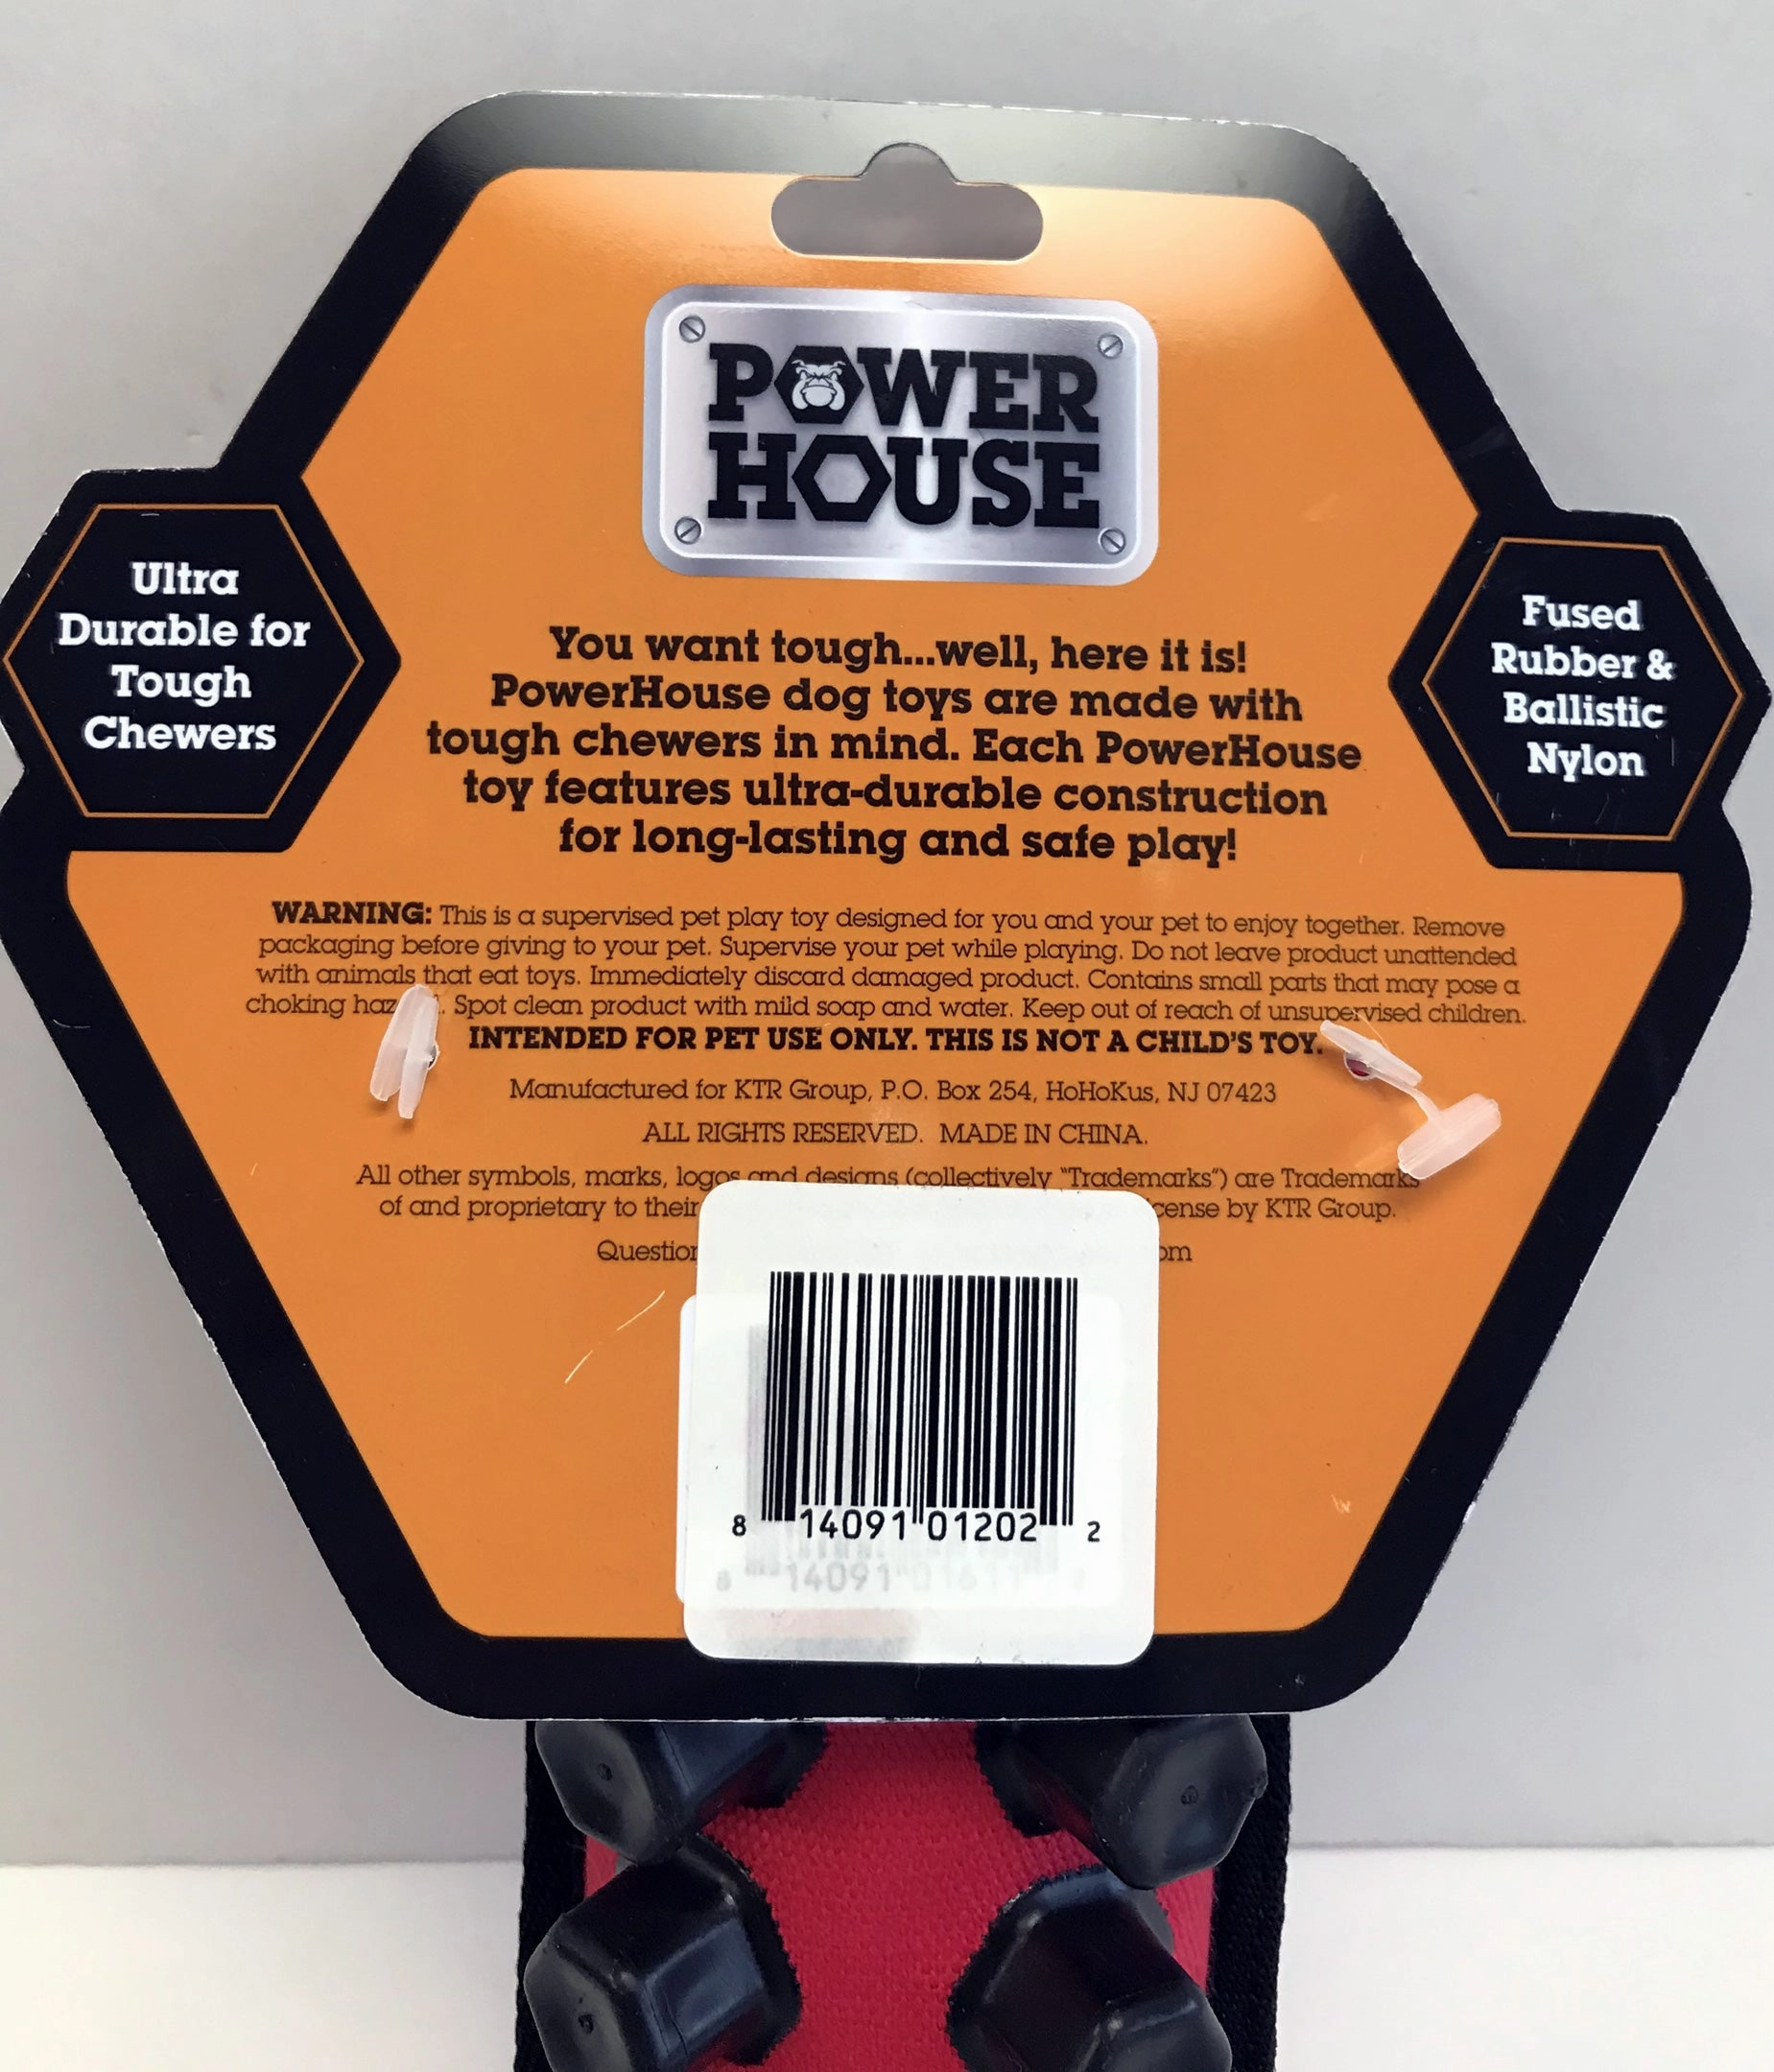 POWER
HOUSE
Ultra
Durable for
Tough
Chewers
Fused
Rubber &
Ballistic
Nylon
You want tough...well, here it is!
PowerHouse dog toys are made with
tough chewers in mind. Each PowerHouse
toy features ultra-durable construction
for long-lasting and safe play!
WARNING: This is a supervised pet play toy designed for you and your pet to enjoy together. Remove
packaging before giving to your pet. Supervise your pet while playing. Do not leave product unattended
with animals that eat toys. Immediately discard damaged product. Contains small parts that may pose a
choking Spot clean product with mild soap and water. Keep out of reach of unsupervised children.
INTENDED FOR PET USE ONLY. THIS IS NOT A CHILD'S TOY.
Manufactured for KTR Group, P.O. Box 254, HoHoKus, NJ 07423
ALL RIGHTS RESERVED. MADE IN CHINA.
All other symbols, marks, logos and designs (collectively "Trademarks") are Trademarks
of and proprietary to their by KTR Group.
8 14091 01202 2